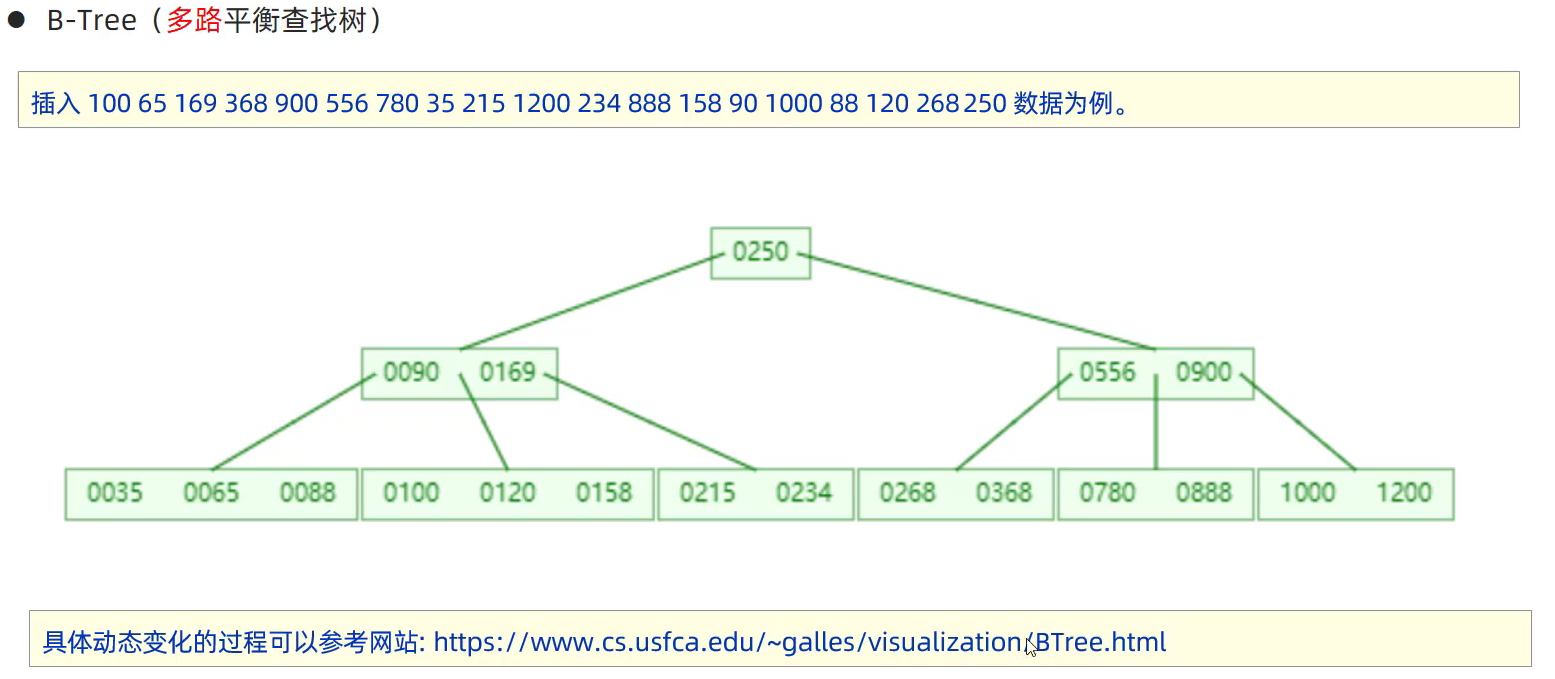 ● B-Tree（多路平衡查找树）
插入 100 65 169 368 900 556 780 35 215 1200 234 888 158 90 1000 88 120 268 250 数据为例。
0250
0090 0169 0556 0900
0035 0065 0088 0100 0120 0158 0215 0234 0268 0368 0780 0888 1000 1200
具体动态变化的过程可以参考网站: https://www.cs.usfca.edu/~galles/visualization/BTree.html